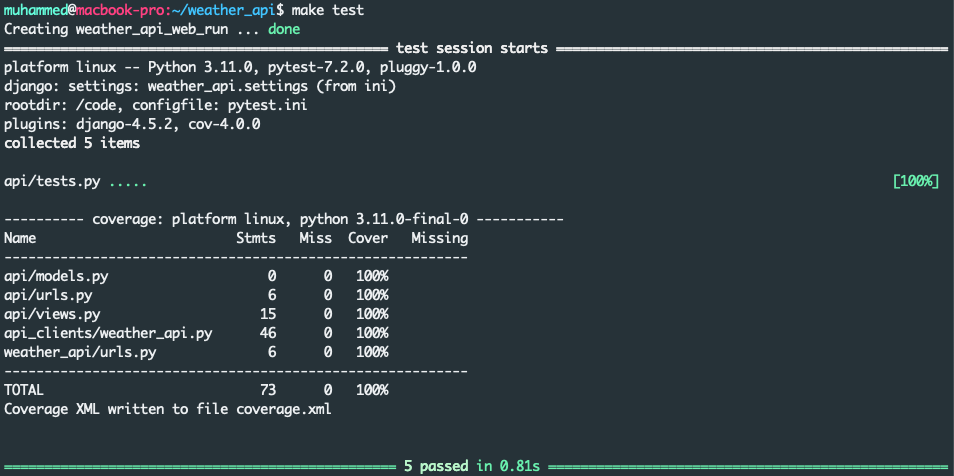 muhammed@macbook-pro:~/weather_api$ make test
Creating weather_api_web_run ... done
test session starts
platform linux -- Python 3.11.0, pytest-7.2.0, pluggy-1.0.0
django: settings: weather_api.settings (from ini)
rootdir: /code, configfile: pytest.ini
plugins: django-4.5.2, cov-4.0.0
collected 5 items
api/tests.py ..... [100%]
---------- coverage: platform linux, python 3.11.0-final-0 -----------
Name Stmts Miss Cover Missing
----------------------------------------------------------
api/models.py 0 0 100%
api/urls.py 6 0 100%
api/views.py 15 0 100%
api_clients/weather_api.py 46 0 100%
weather_api/urls.py 6 0 100%
----------------------------------------------------------
TOTAL 73 0 100%
Coverage XML written to file coverage.xml
5 passed in 0.81s